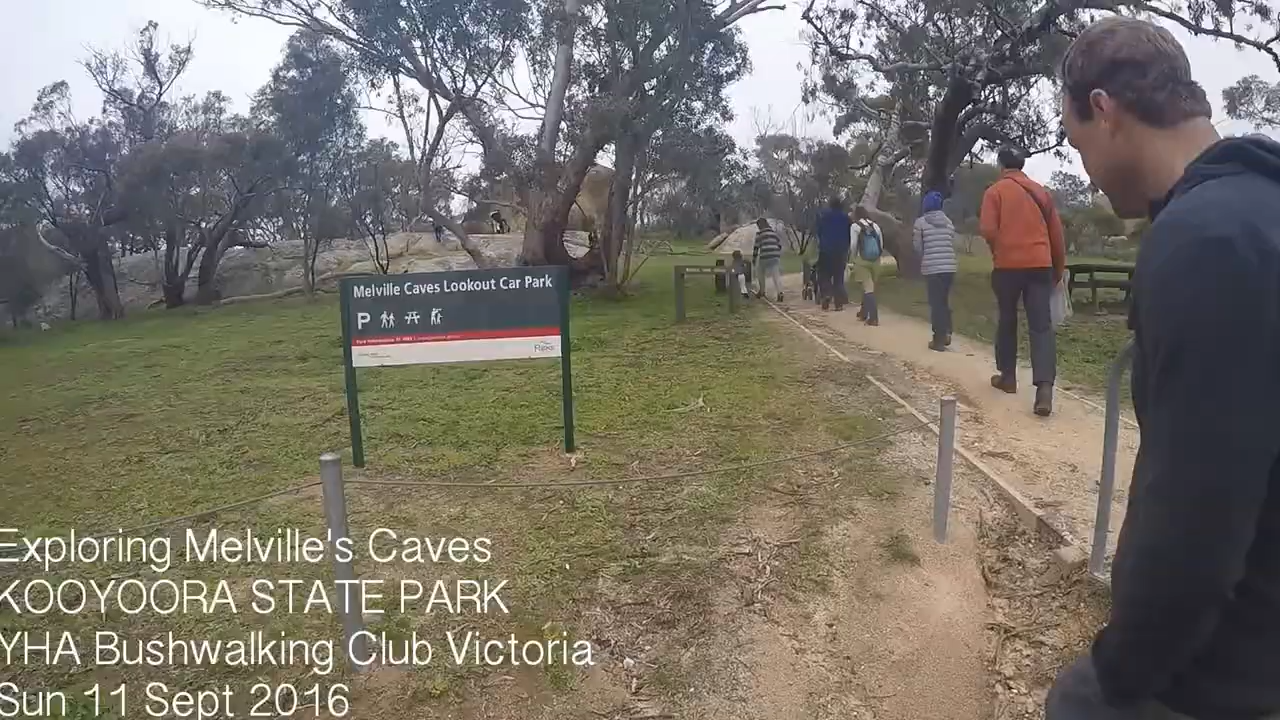 Melville Caves Lookout Car Park
P
Parks
Exploring Melville's Caves
KOOYOORA STATE PARK
YHA Bushwalking Club Victoria
Sun 11 Sept 2016